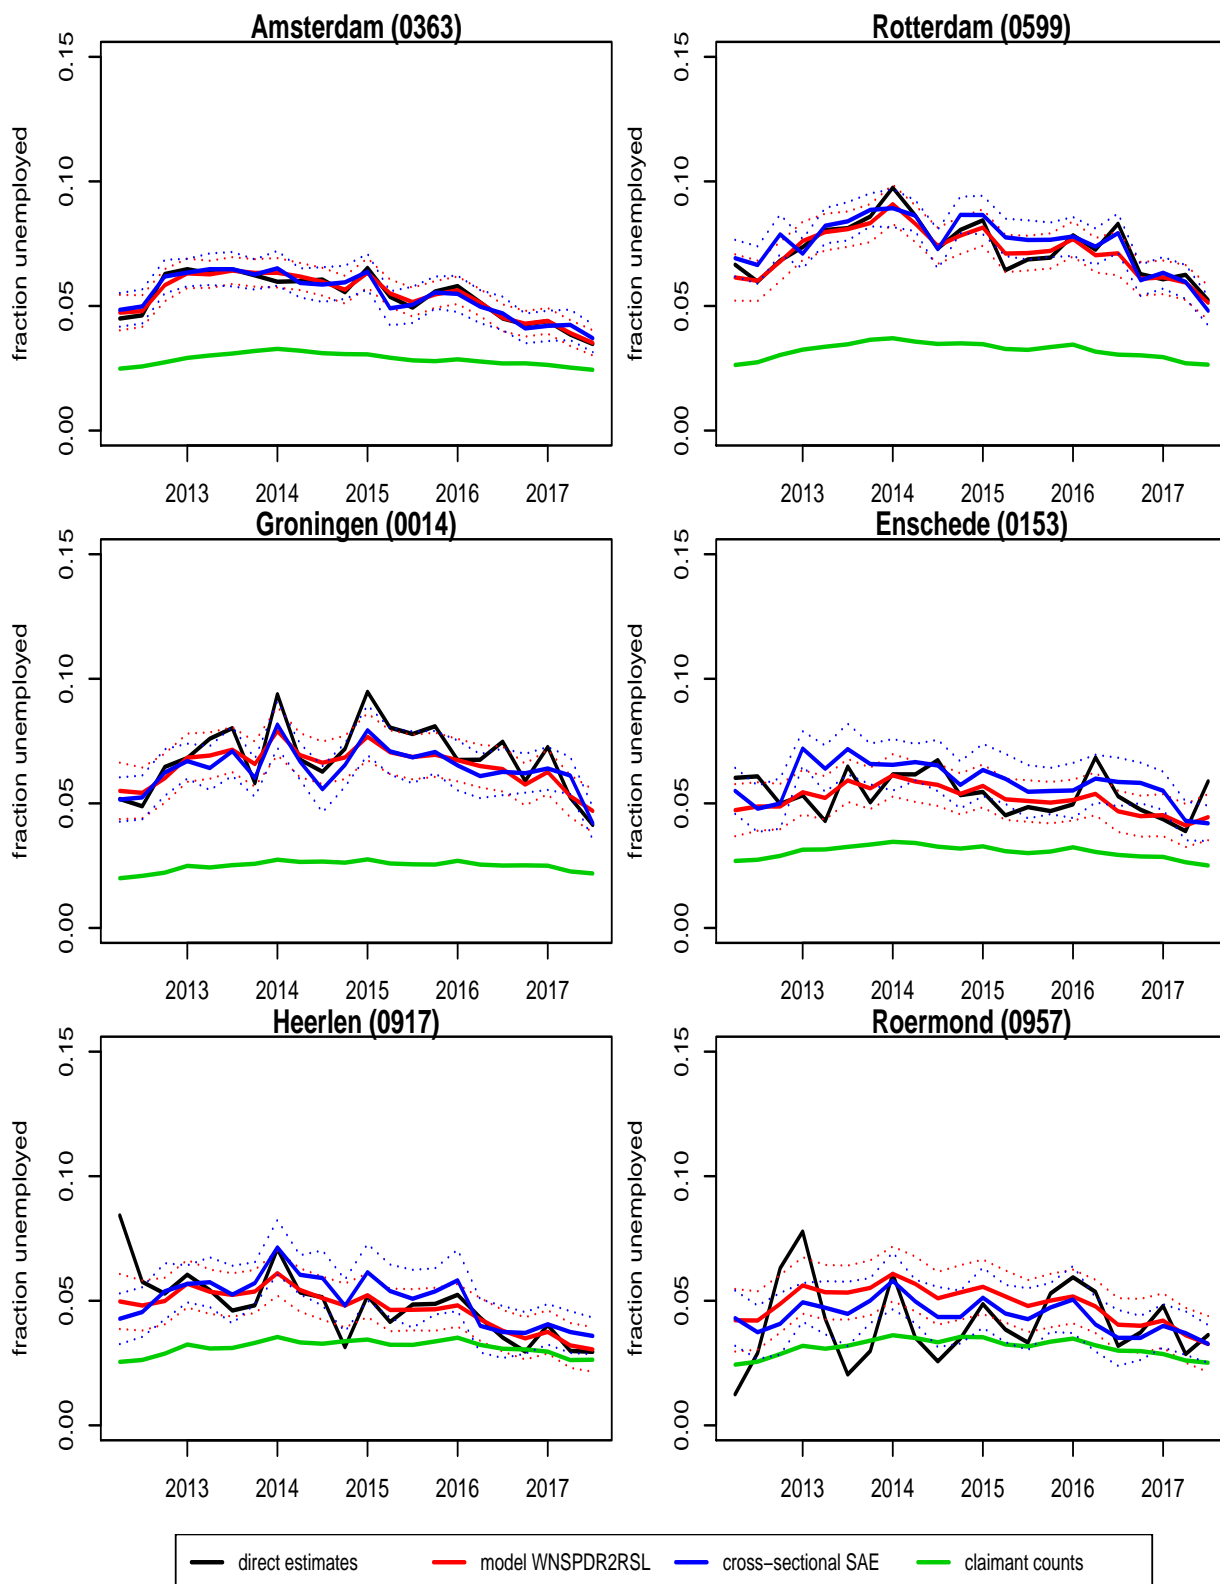 Amsterdam (0363)
Rotterdam (0599)
fraction unemployed
0.00 0.05 0.10 0.15
2013 2014 2015 2016 2017
fraction unemployed
0.00 0.05 0.10 0.15
2013 2014 2015 2016 2017
Groningen (0014)
Enschede (0153)
fraction unemployed
0.00 0.05 0.10 0.15
2013 2014 2015 2016 2017
fraction unemployed
0.00 0.05 0.10 0.15
2013 2014 2015 2016 2017
Heerlen (0917)
Roermond (0957)
fraction unemployed
0.00 0.05 0.10 0.15
2013 2014 2015 2016 2017
fraction unemployed
0.00 0.05 0.10 0.15
2013 2014 2015 2016 2017
direct estimates model WNSPDR2RSL cross−sectional SAE claimant counts